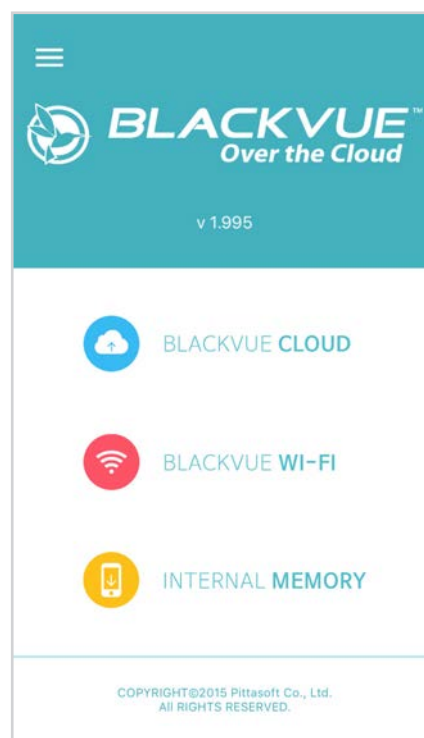 BLACKVUE™
Over the Cloud
v 1.995
BLACKVUE CLOUD
BLACKVUE WI-FI
INTERNAL MEMORY
COPYRIGHT©2015 Pittasoft Co., Ltd.
All RIGHTS RESERVED.